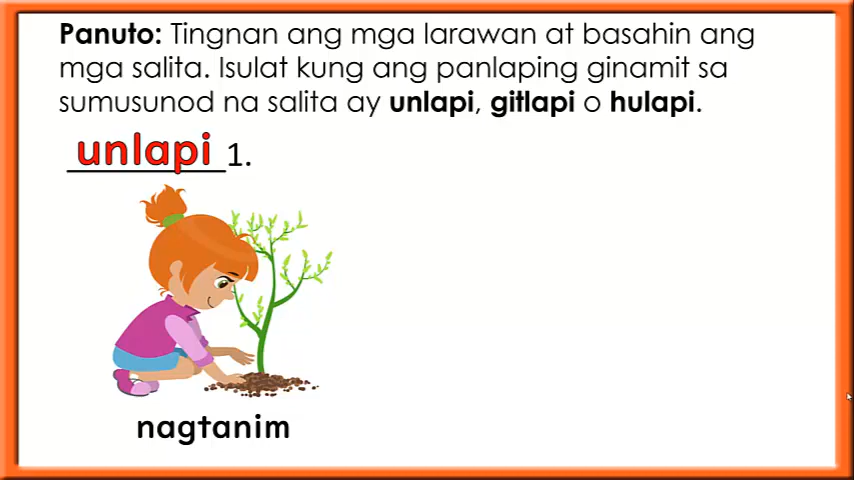 Panuto: Tingnan ang mga larawan at basahin ang
mga salita. Isulat kung ang panlaping ginamit sa
sumusunod na salita ay unlapi, gitlapi o hulapi.
unlapi 1.
nagtanim